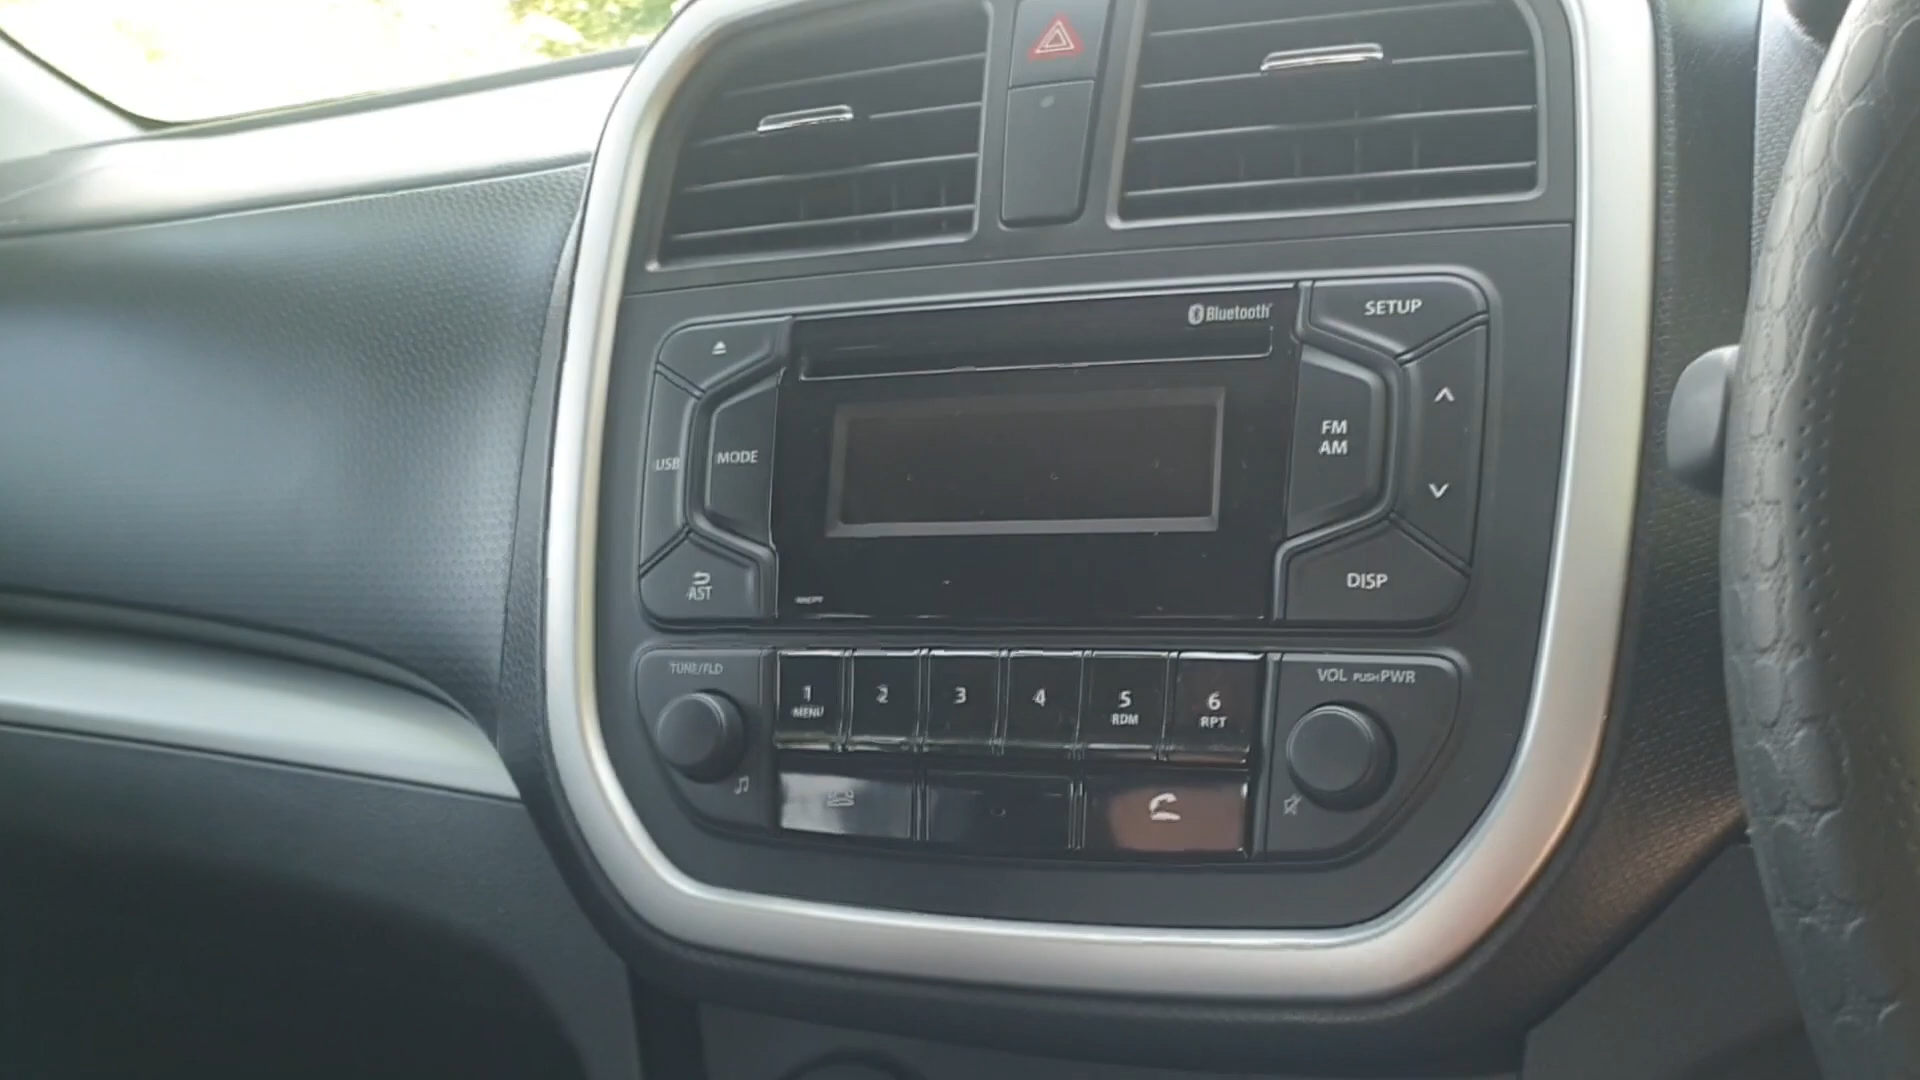 Bluetooth
SETUP
USB
MODE
FM
AM
AST
DISP
TUNE/FLD
1
MENU
2
3
4
5
RDM
6
RPT
VOL PUSH PWR